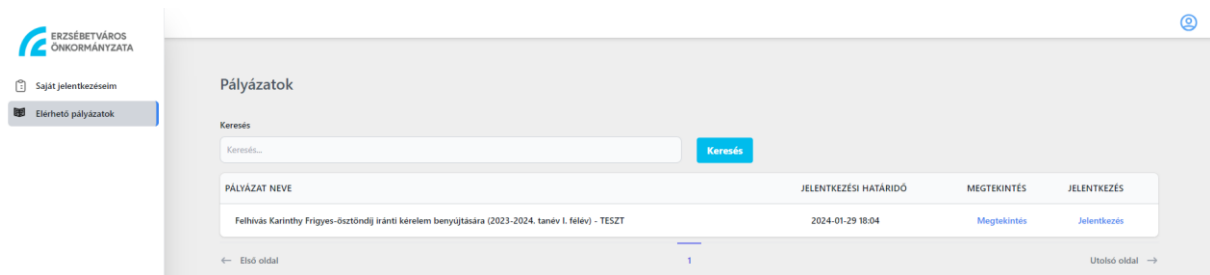 ERZSÉBETVÁROS
ÖNKORMÁNYZATA
Saját jelentkezéseim
Elérhető pályázatok
Pályázatok
Keresés
Keresés...
Keresés
PÁLYÁZAT NEVE JELENTKEZÉSI HATÁRIDŐ MEGTEKINTÉS JELENTKEZÉS
Felhívás Karinthy Frigyes-ösztöndíj iránti kérelem benyújtására (2023-2024. tanév I. félév) - TESZT 2024-01-29 18:04 Megtekintés Jelentkezés
← Első oldal 1 Utolsó oldal →